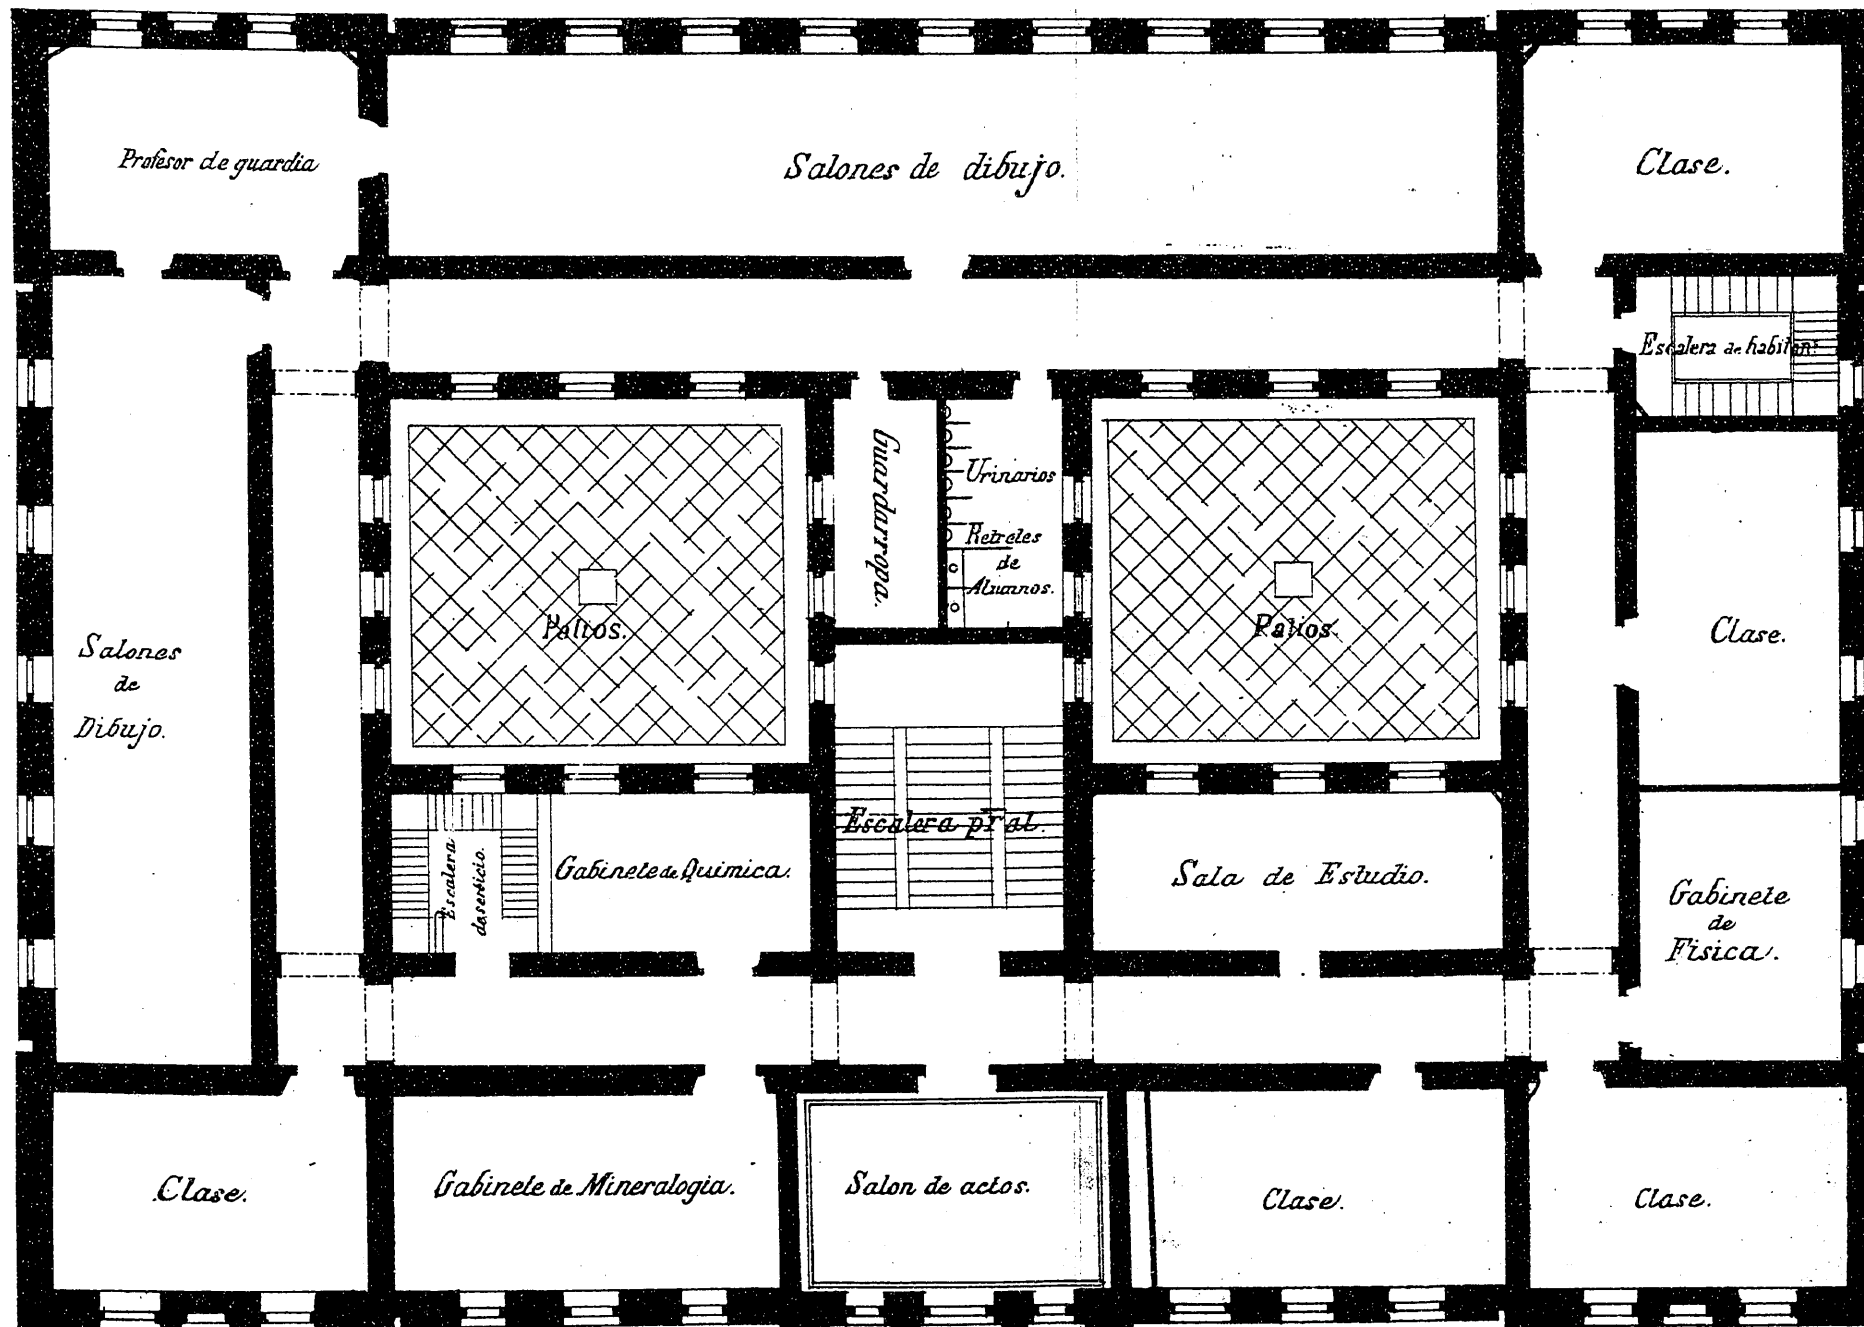 Profesor de guardia
Salones de dibujo.
Clase.
Escalera de habitan:
Guardarropa.
Urinarios
Retretes
de
Alumnos.
Patios.
Patios.
Salones
de
Dibujo.
Clase.
Escalera pral.
Escalera
de servicio.
Gabinete de Quimica.
Sala de Estudio.
Gabinete
de
Fisica.
Clase.
Gabinete de Mineralogia.
Salon de actos.
Clase.
Clase.